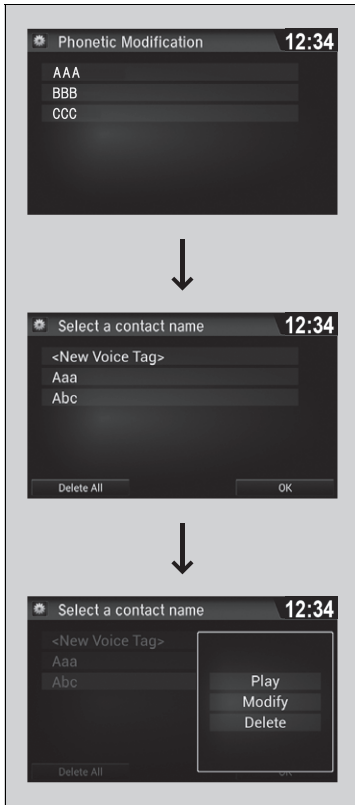 Phonetic Modification 12:34
AAA
BBB
CCC
Select a contact name 12:34
<New Voice Tag>
Aaa
Abc
Delete All OK
Select a contact name 12:34
<New Voice Tag>
Aaa
Abc
Play
Modify
Delete
Delete All OK